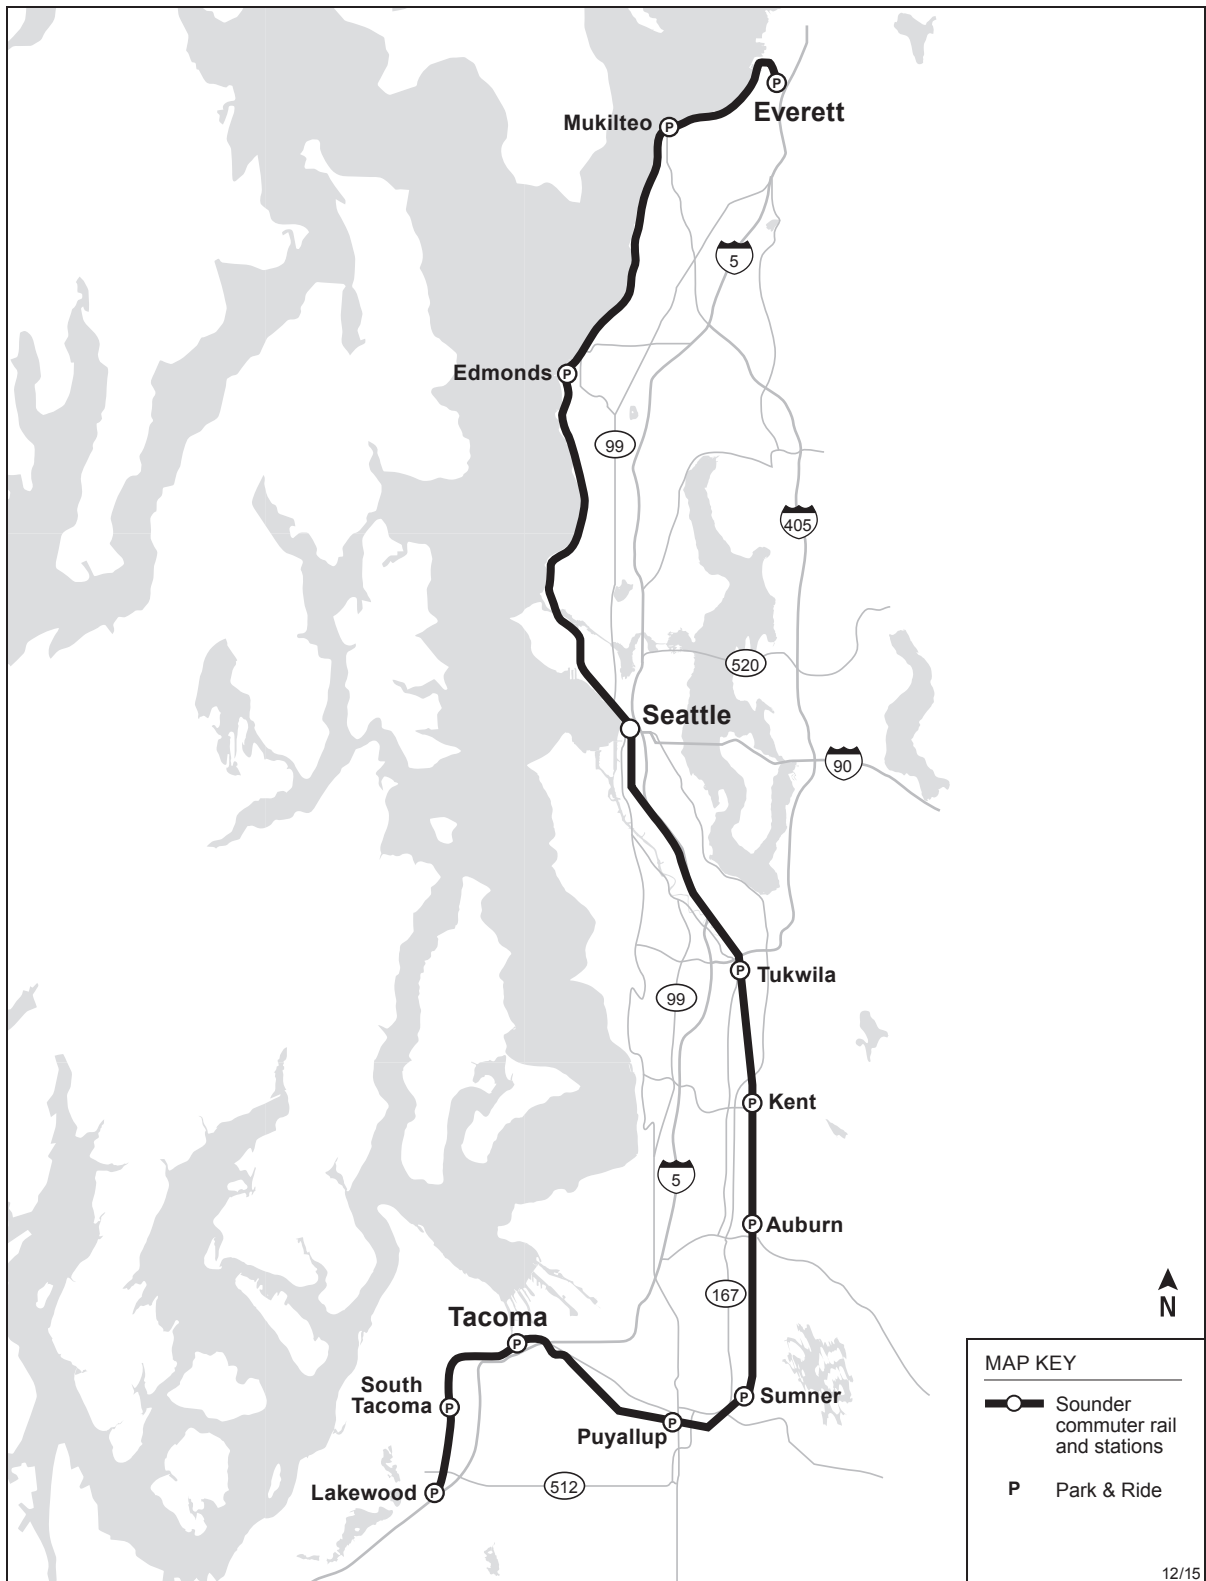 Everett
P
Mukilteo P
5
Edmonds P
99
405
520
Seattle
90
P Tukwila
99
P Kent
5
P Auburn
167
N
Tacoma
P
MAP KEY
South
Tacoma P
P Sumner
Sounder
commuter rail
and stations
P
Puyallup
Lakewood P
512
P Park & Ride
12/15